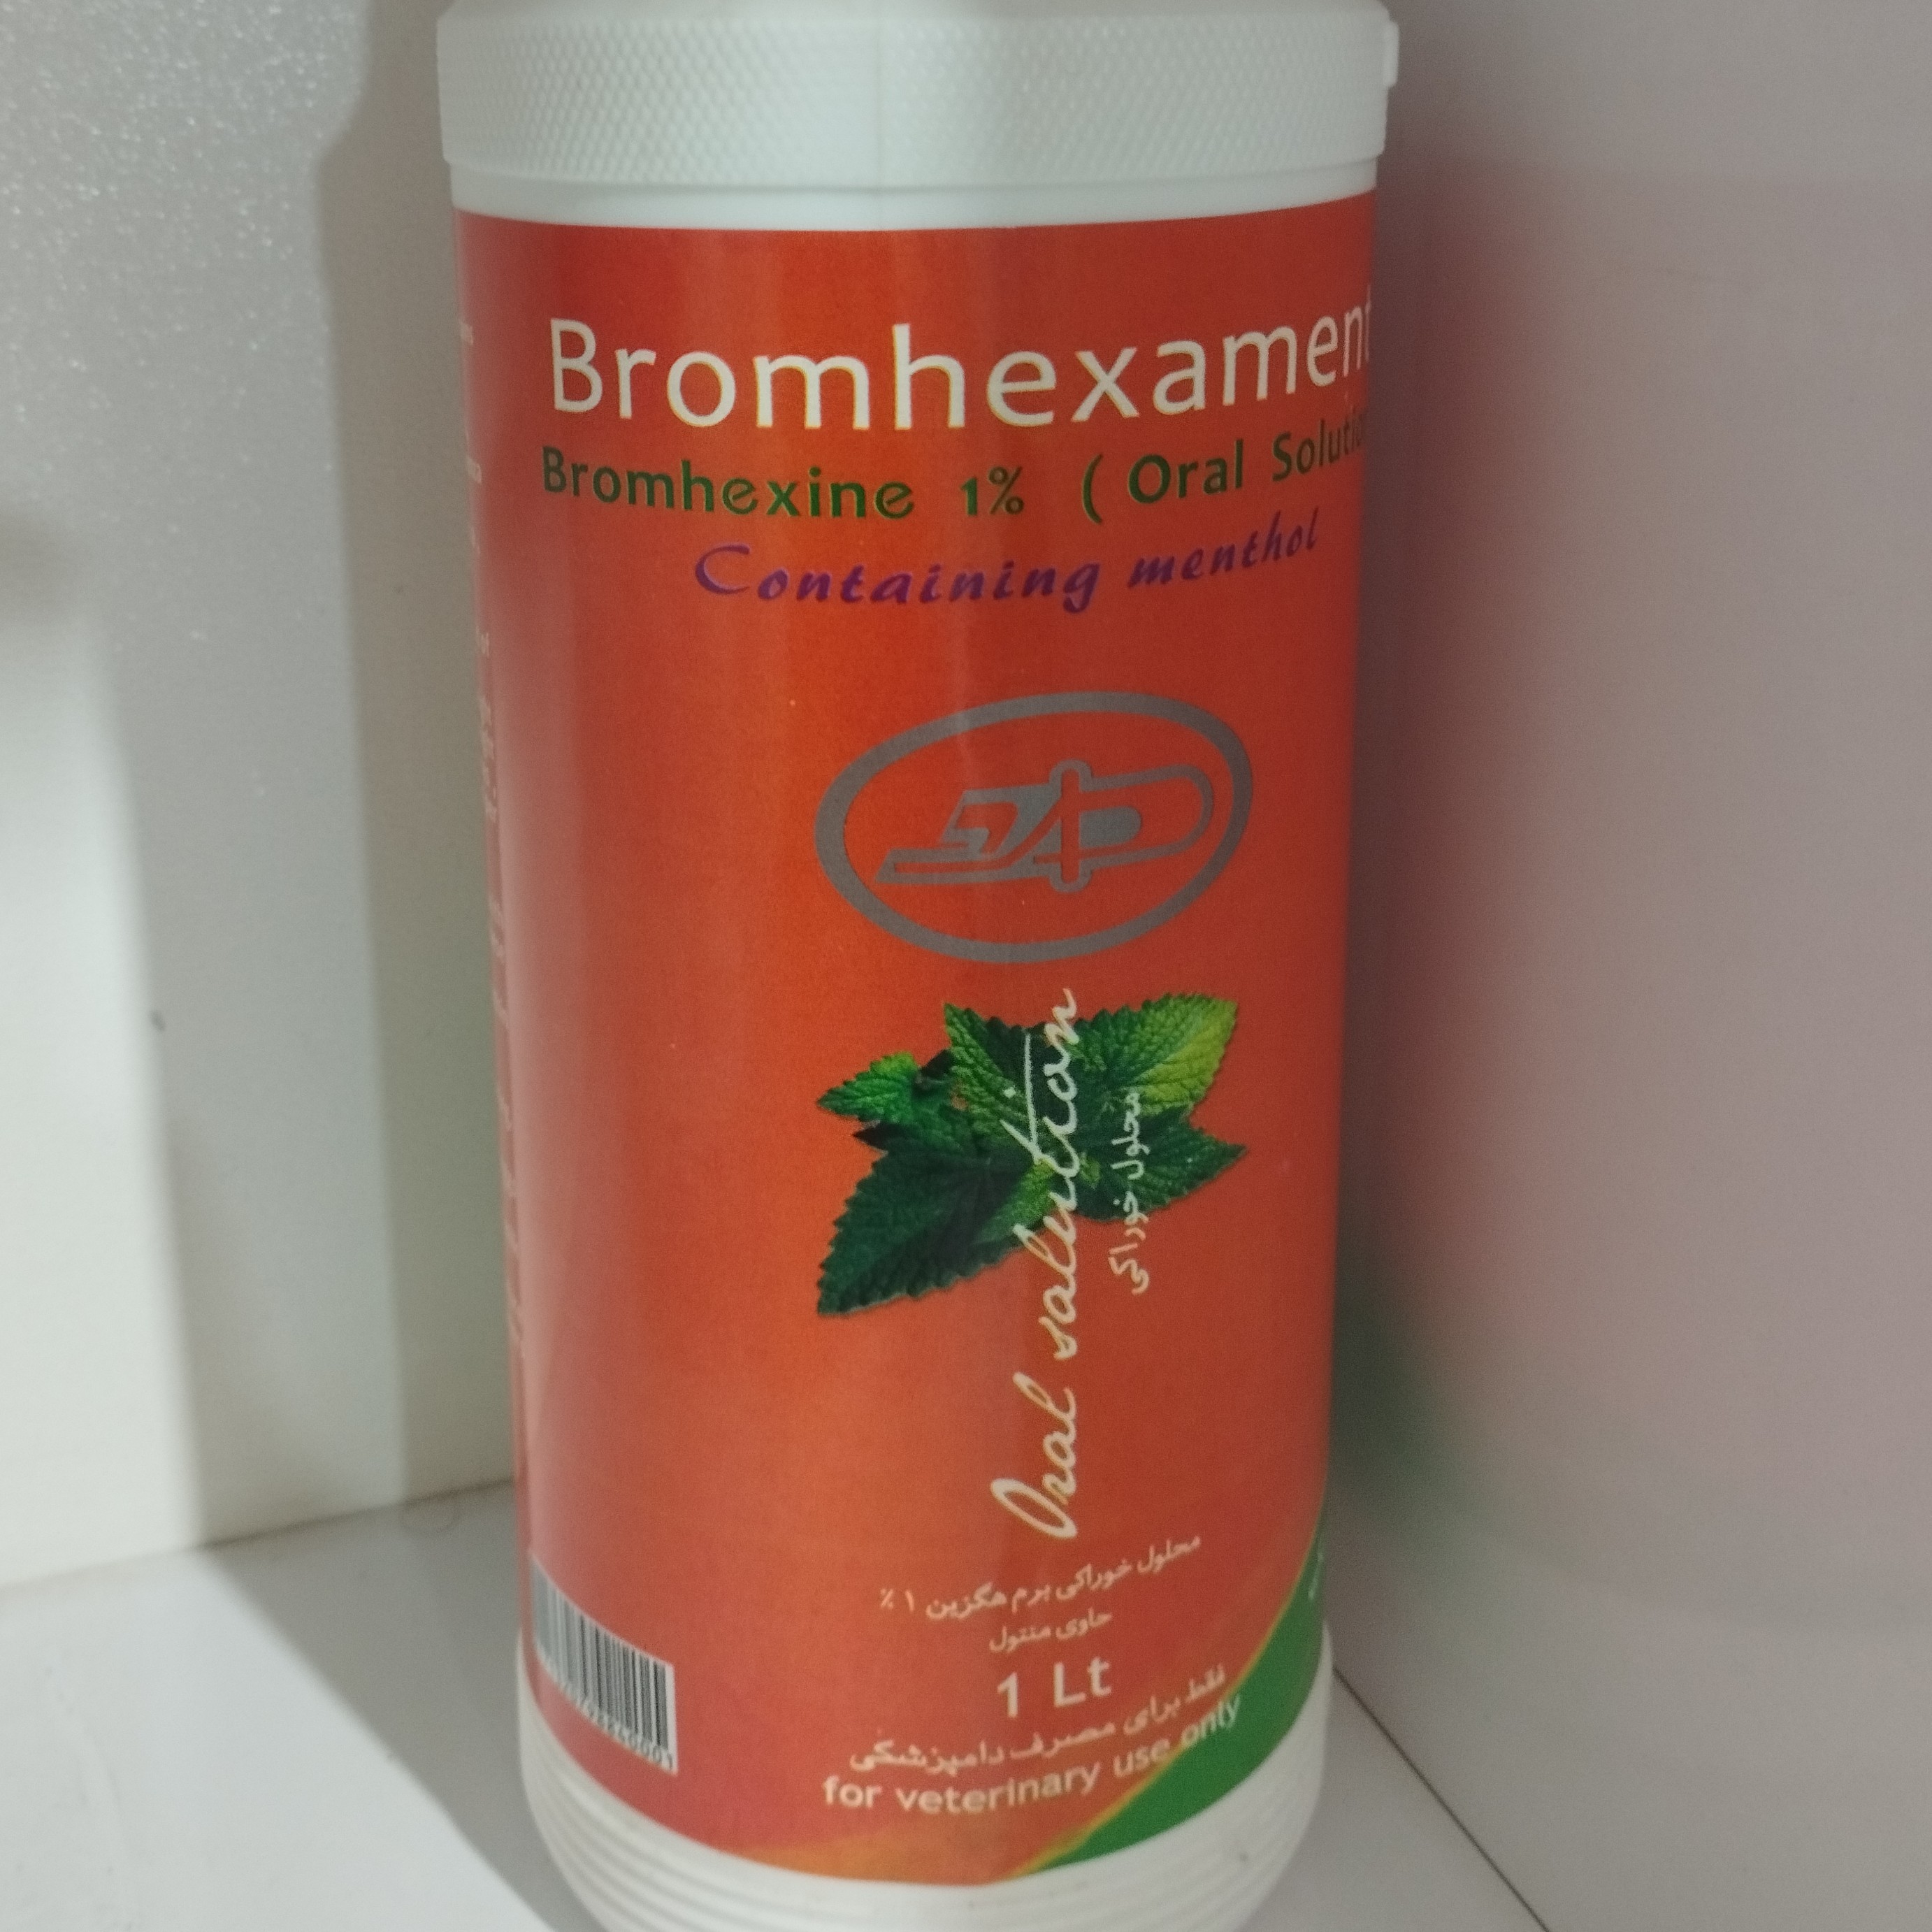 Bromhexament
Bromhexine 1% ( Oral Solution
Containing menthol
Oral salution
محلول خوراکی
محلول خوراکی برم هگزین ۱ ٪
حاوی منتول
1 Lt
فقط برای مصرف دامپزشکی
for veterinary use only